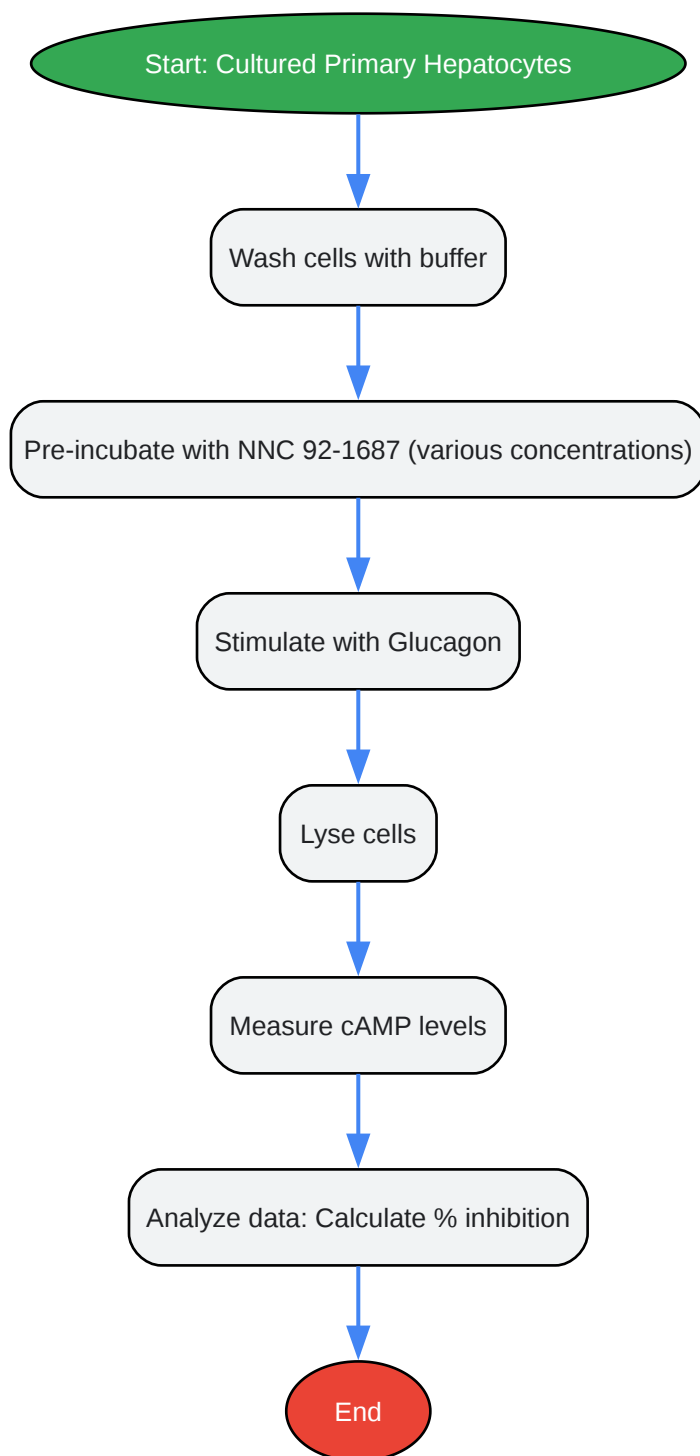 Start: Cultured Primary Hepatocytes
Wash cells with buffer
Pre-incubate with NNC 92-1687 (various concentrations)
Stimulate with Glucagon
Lyse cells
Measure cAMP levels
Analyze data: Calculate % inhibition
End